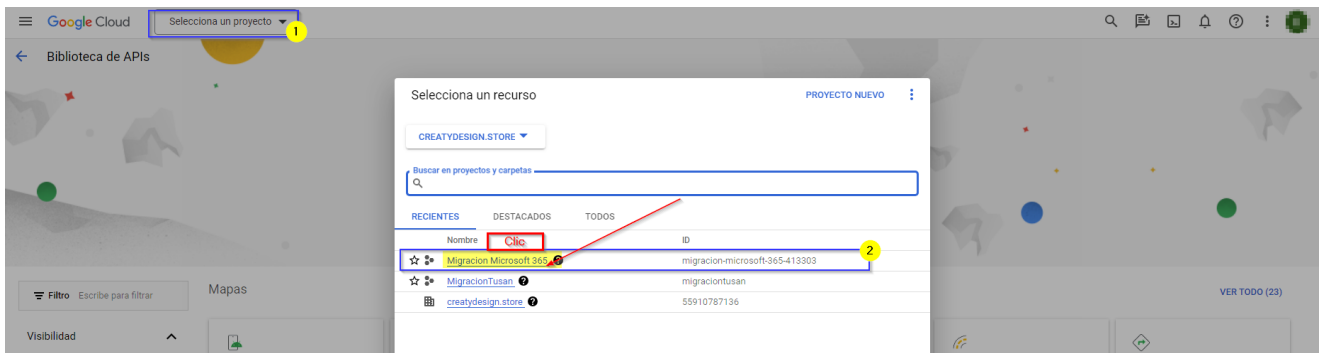 Google Cloud
Selecciona un proyecto
1
Biblioteca de APIs
Selecciona un recurso
PROYECTO NUEVO
CREATYDESIGN.STORE
Buscar en proyectos y carpetas
RECIENTES DESTACADOS TODOS
Nombre Clic ID
2
Migracion Microsoft 365 migracion-microsoft-365-413303
MigracionTusan migraciontusan
creatydesign.store 55910787136
Filtro Escribe para filtrar
Mapas
VER TODO (23)
Visibilidad